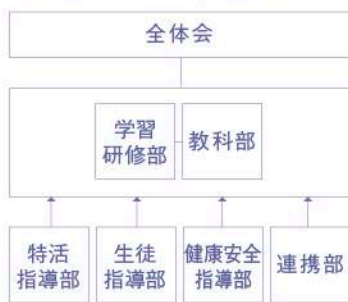 全体会
学習
研修部
教科部
特活
指導部
生徒
指導部
健康安全
指導部
連携部